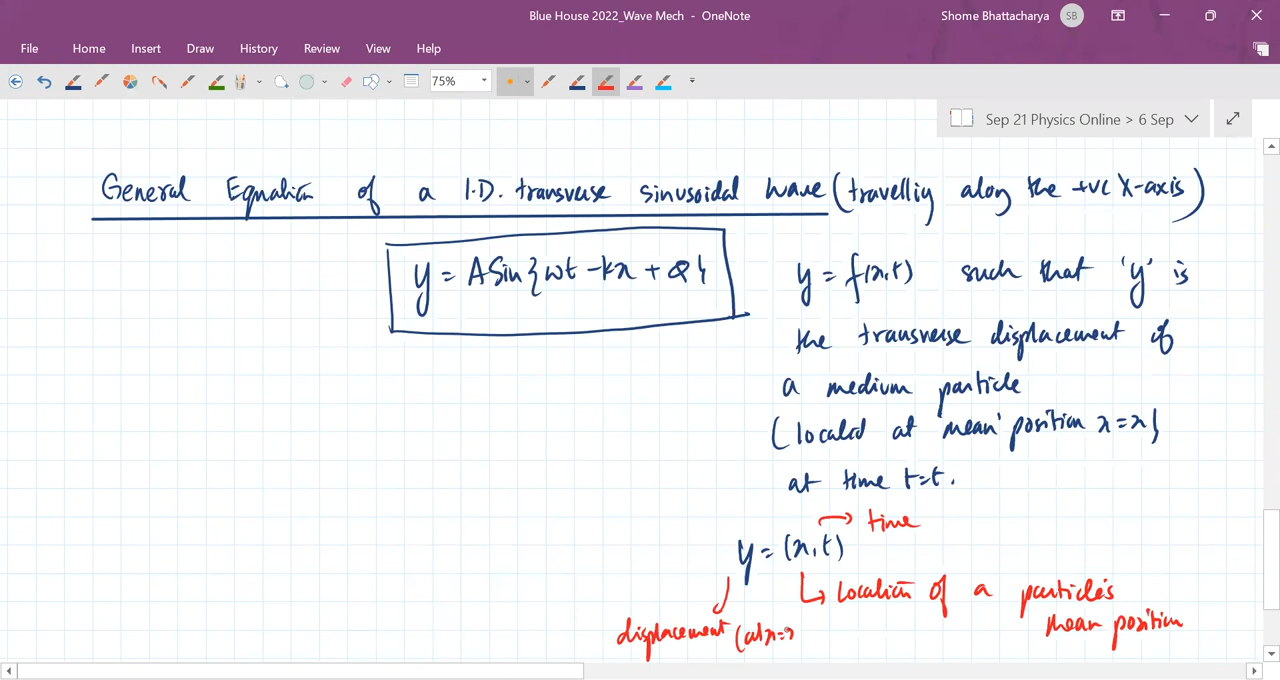 Blue House 2022_Wave Mech - OneNote
Shome Bhattacharya
SB
File Home Insert Draw History Review View Help
75%
Sep 21 Physics Online > 6 Sep
General Equation of a 1.D. transverse sinusoidal wave (travelling along the +ve X-axis)
y = A Sin{ωt - kx + Q}
y = f(x,t) such that 'y' is
the transverse displacement of
a medium particle
(located at 'mean' position x=x)
at time t=t.
→ time
y = (x,t)
↳ Location of a particle's
mean position
displacement (at x=x